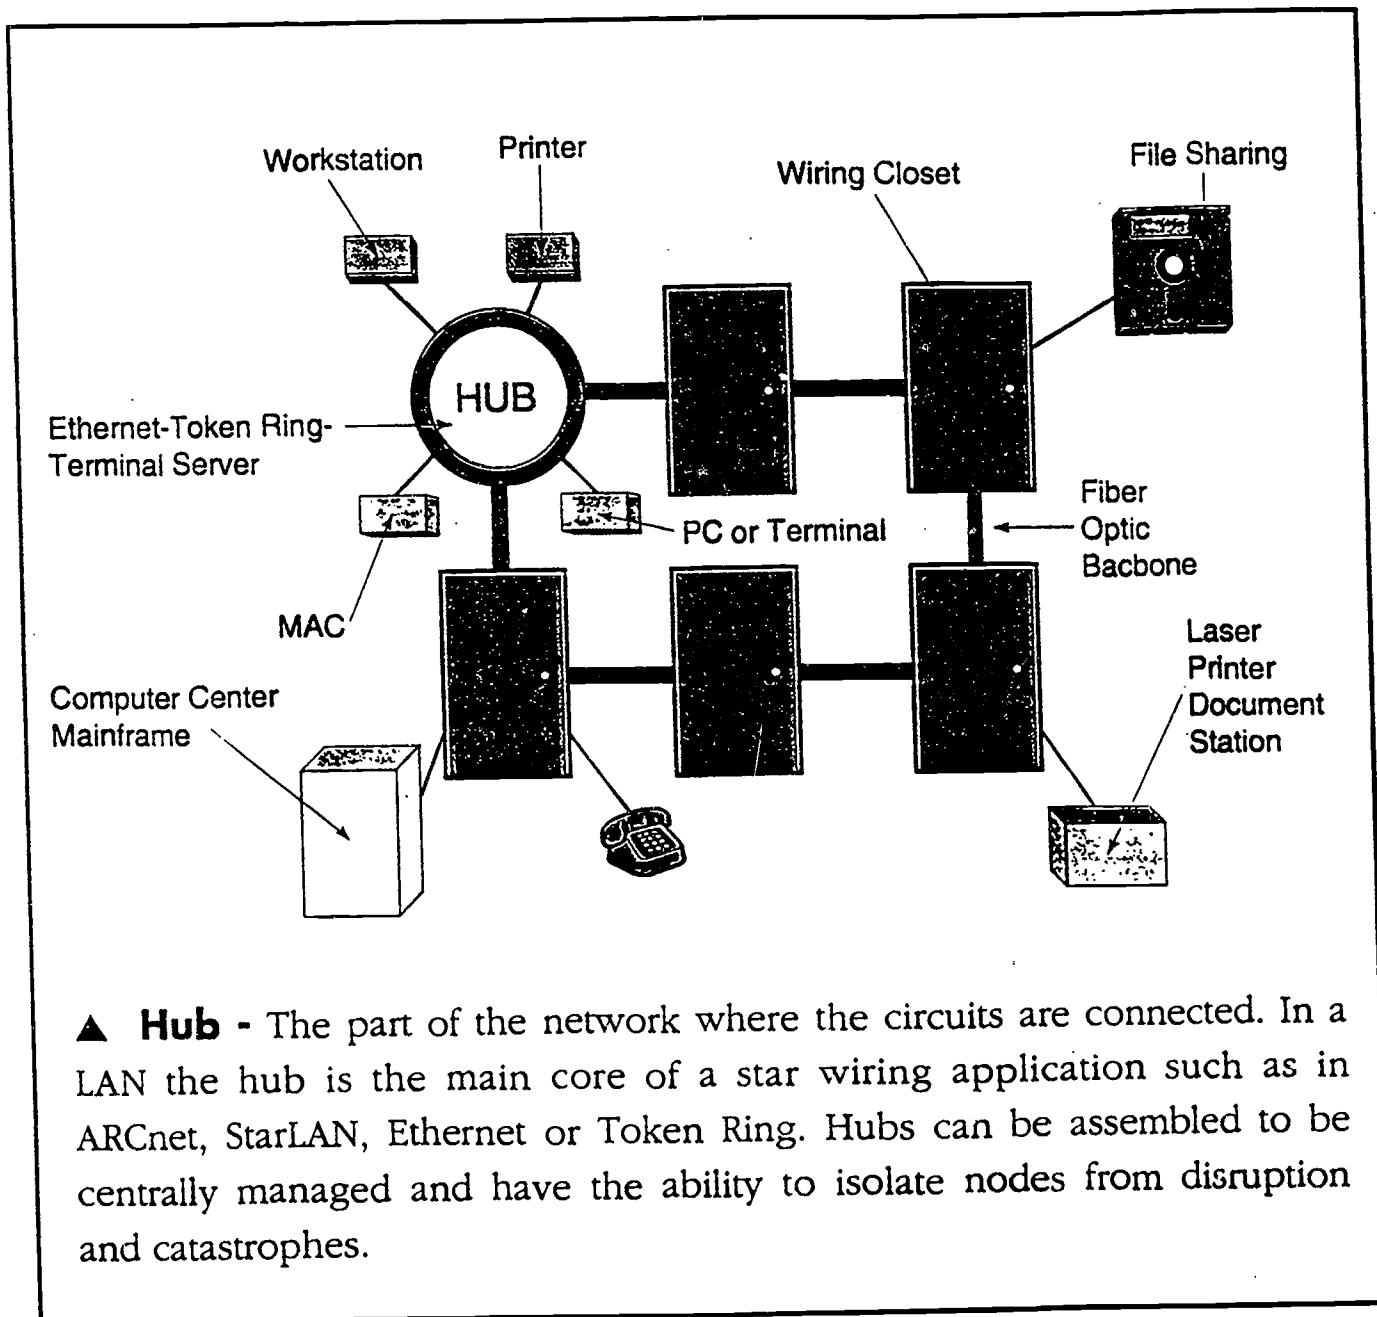 Workstation
Printer
Wiring Closet
File Sharing
HUB
Ethernet-Token Ring-
Terminal Server
PC or Terminal
Fiber
Optic
Bacbone
MAC
Laser
Printer
Document
Station
Computer Center
Mainframe
▲ Hub - The part of the network where the circuits are connected. In a
LAN the hub is the main core of a star wiring application such as in
ARCnet, StarLAN, Ethernet or Token Ring. Hubs can be assembled to be
centrally managed and have the ability to isolate nodes from disruption
and catastrophes.